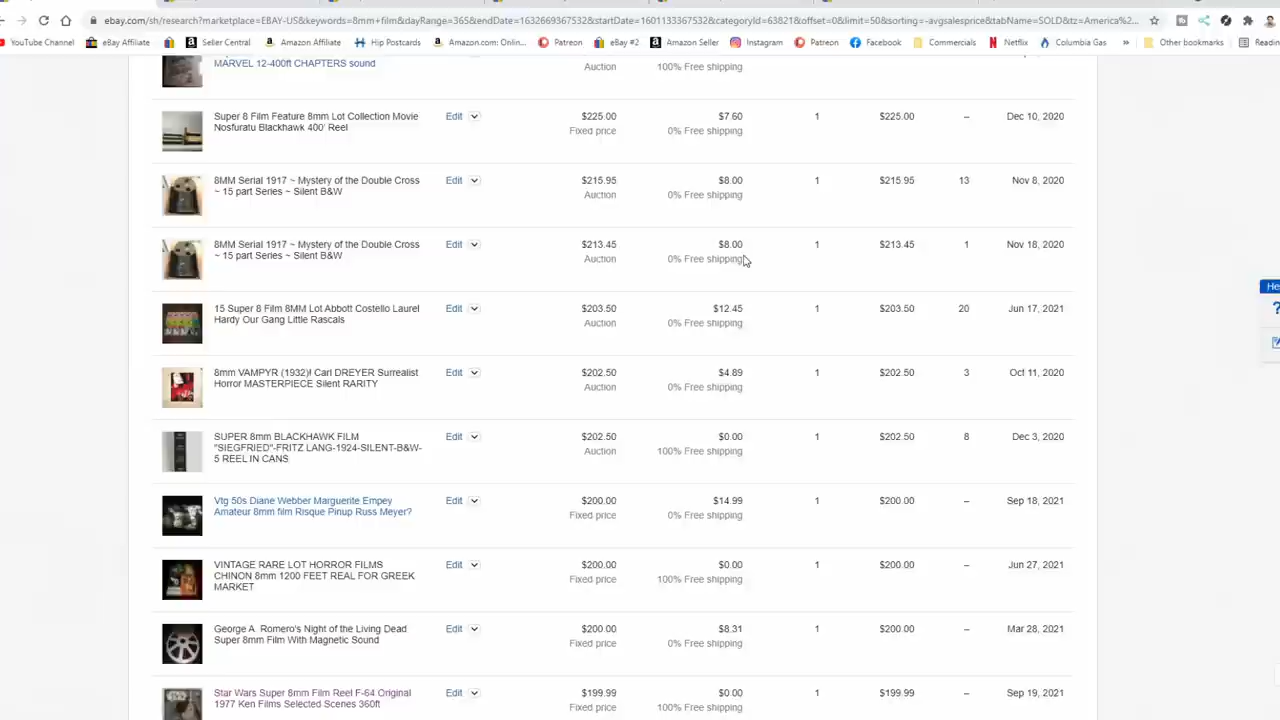 ebay.com/sh/research?marketplace=EBAY-US&keywords=8mm+film&dayRange=365&endDate=1632669367532&startDate=1601133367532&categoryId=63821&offset=0&limit=50&sorting=-avgsalesprice&tabName=SOLD&tz=America%2...
YouTube Channel eBay Affiliate Seller Central Amazon Affiliate Hip Postcards Amazon.com: Onlin... Patreon eBay #2 Amazon Seller Instagram Patreon Facebook Commercials Netflix Columbia Gas » Other bookmarks Readin
MARVEL 12-400ft CHAPTERS sound
Auction 100% Free shipping
Super 8 Film Feature 8mm Lot Collection Movie Edit $225.00 $7.60 1 $225.00 – Dec 10, 2020
Nosfuratu Blackhawk 400' Reel Fixed price 0% Free shipping
8MM Serial 1917 ~ Mystery of the Double Cross Edit $215.95 $8.00 1 $215.95 13 Nov 8, 2020
~ 15 part Series ~ Silent B&W Auction 0% Free shipping
8MM Serial 1917 ~ Mystery of the Double Cross Edit $213.45 $8.00 1 $213.45 1 Nov 18, 2020
~ 15 part Series ~ Silent B&W Auction 0% Free shipping
15 Super 8 Film 8MM Lot Abbott Costello Laurel Edit $203.50 $12.45 1 $203.50 20 Jun 17, 2021
Hardy Our Gang Little Rascals Auction 0% Free shipping
8mm VAMPYR (1932)! Carl DREYER Surrealist Edit $202.50 $4.89 1 $202.50 3 Oct 11, 2020
Horror MASTERPIECE Silent RARITY Auction 0% Free shipping
SUPER 8mm BLACKHAWK FILM Edit $202.50 $0.00 1 $202.50 8 Dec 3, 2020
"SIEGFRIED"-FRITZ LANG-1924-SILENT-B&W- Auction 100% Free shipping
5 REEL IN CANS
Vtg 50s Diane Webber Marguerite Empey Edit $200.00 $14.99 1 $200.00 – Sep 18, 2021
Amateur 8mm film Risque Pinup Russ Meyer? Fixed price 0% Free shipping
VINTAGE RARE LOT HORROR FILMS Edit $200.00 $0.00 1 $200.00 – Jun 27, 2021
CHINON 8mm 1200 FEET REAL FOR GREEK Fixed price 100% Free shipping
MARKET
George A. Romero's Night of the Living Dead Edit $200.00 $8.31 1 $200.00 – Mar 28, 2021
Super 8mm Film With Magnetic Sound Fixed price 0% Free shipping
Star Wars Super 8mm Film Reel F-64 Original Edit $199.99 $0.00 1 $199.99 – Sep 19, 2021
1977 Ken Films Selected Scenes 360ft Fixed price 100% Free shipping
He
?